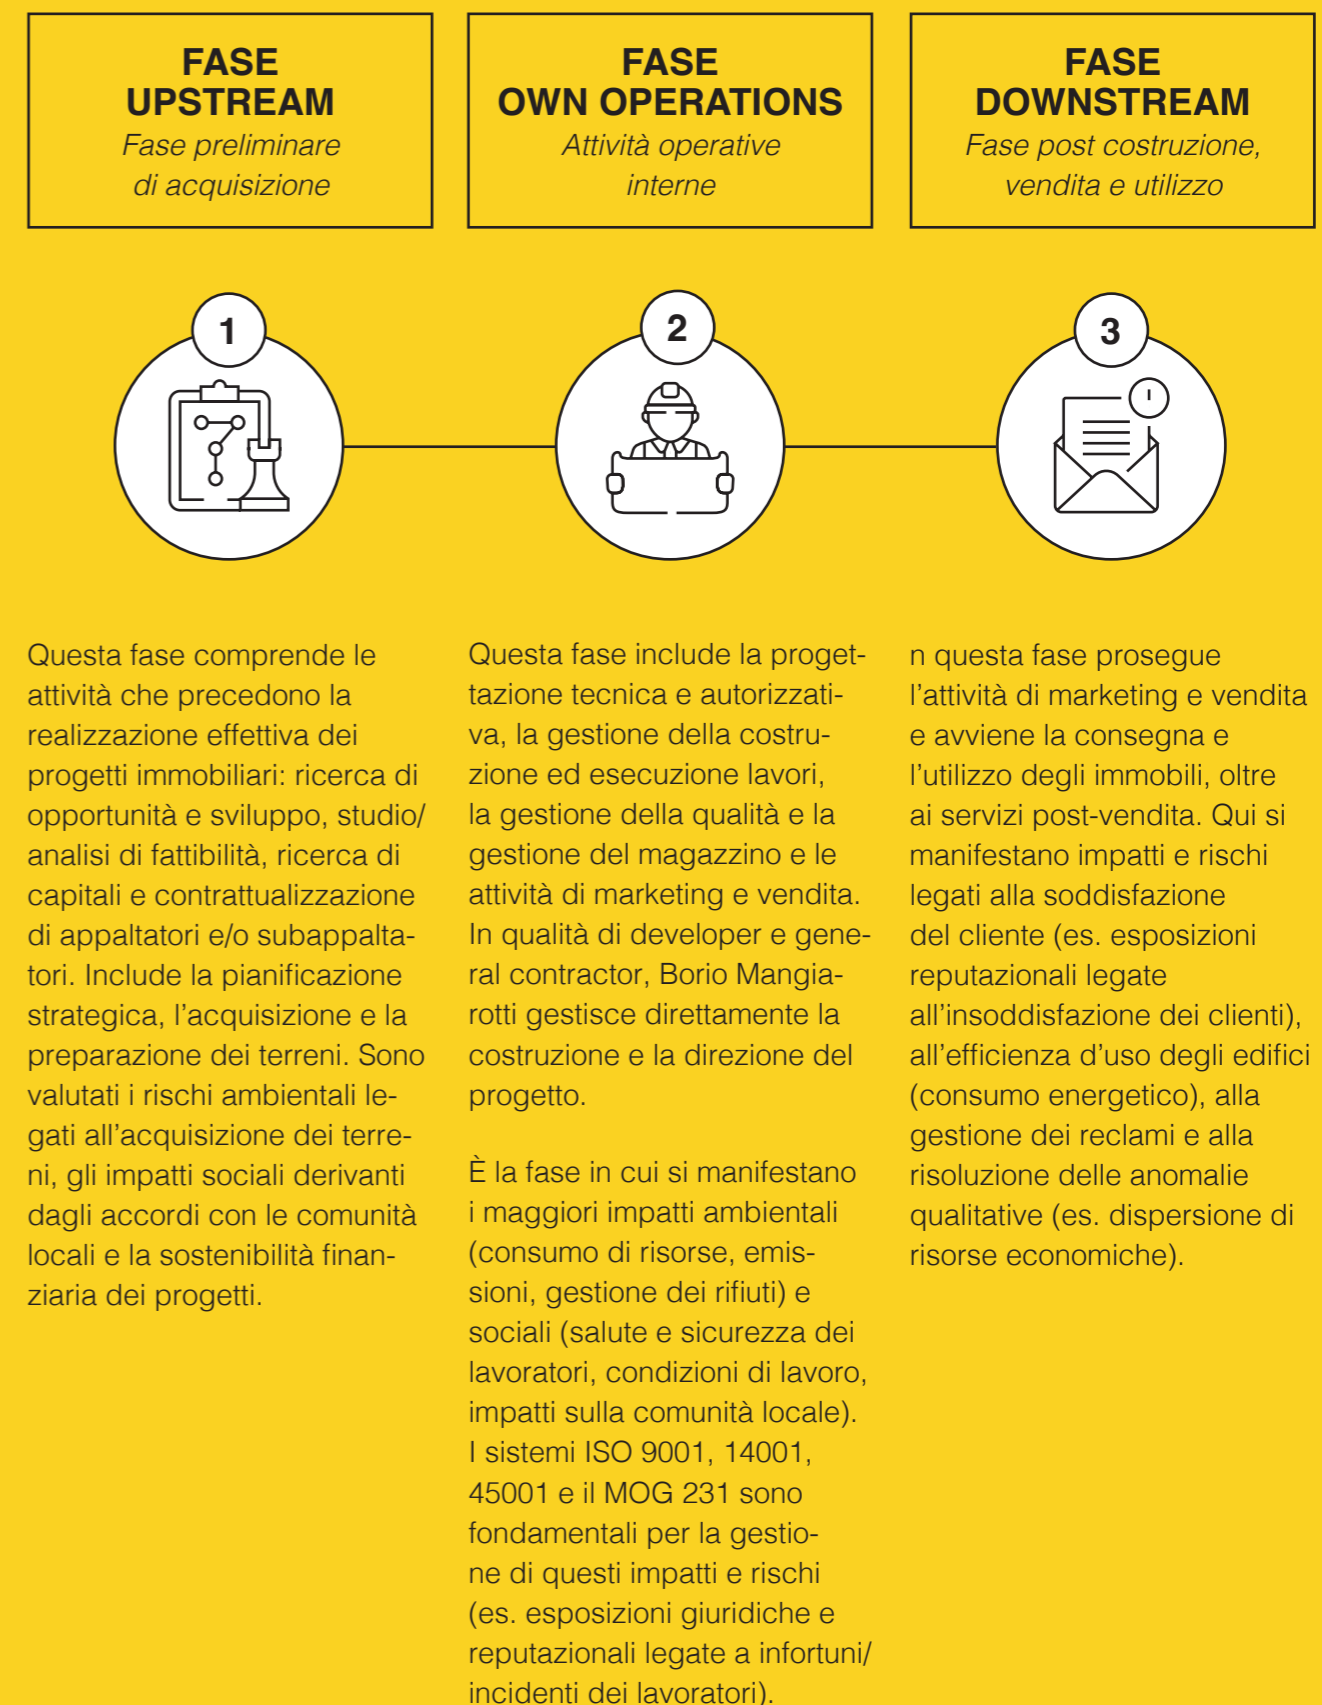 FASE
UPSTREAM
Fase preliminare
di acquisizione
FASE
OWN OPERATIONS
Attività operative
interne
FASE
DOWNSTREAM
Fase post costruzione,
vendita e utilizzo
1
2
3
Questa fase comprende le
attività che precedono la
realizzazione effettiva dei
progetti immobiliari: ricerca di
opportunità e sviluppo, studio/
analisi di fattibilità, ricerca di
capitali e contrattualizzazione
di appaltatori e/o subappalta-
tori. Include la pianificazione
strategica, l'acquisizione e la
preparazione dei terreni. Sono
valutati i rischi ambientali le-
gati all'acquisizione dei terre-
ni, gli impatti sociali derivanti
dagli accordi con le comunità
locali e la sostenibilità finan-
ziaria dei progetti.
Questa fase include la proget-
tazione tecnica e autorizzati-
va, la gestione della costru-
zione ed esecuzione lavori,
la gestione della qualità e la
gestione del magazzino e le
attività di marketing e vendita.
In qualità di developer e gene-
ral contractor, Borio Mangia-
rotti gestisce direttamente la
costruzione e la direzione del
progetto.
È la fase in cui si manifestano
i maggiori impatti ambientali
(consumo di risorse, emis-
sioni, gestione dei rifiuti) e
sociali (salute e sicurezza dei
lavoratori, condizioni di lavoro,
impatti sulla comunità locale).
I sistemi ISO 9001, 14001,
45001 e il MOG 231 sono
fondamentali per la gestio-
ne di questi impatti e rischi
(es. esposizioni giuridiche e
reputazionali legate a infortuni/
incidenti dei lavoratori).
n questa fase prosegue
l'attività di marketing e vendita
e avviene la consegna e
l'utilizzo degli immobili, oltre
ai servizi post-vendita. Qui si
manifestano impatti e rischi
legati alla soddisfazione
del cliente (es. esposizioni
reputazionali legate
all'insoddisfazione dei clienti),
all'efficienza d'uso degli edifici
(consumo energetico), alla
gestione dei reclami e alla
risoluzione delle anomalie
qualitative (es. dispersione di
risorse economiche).